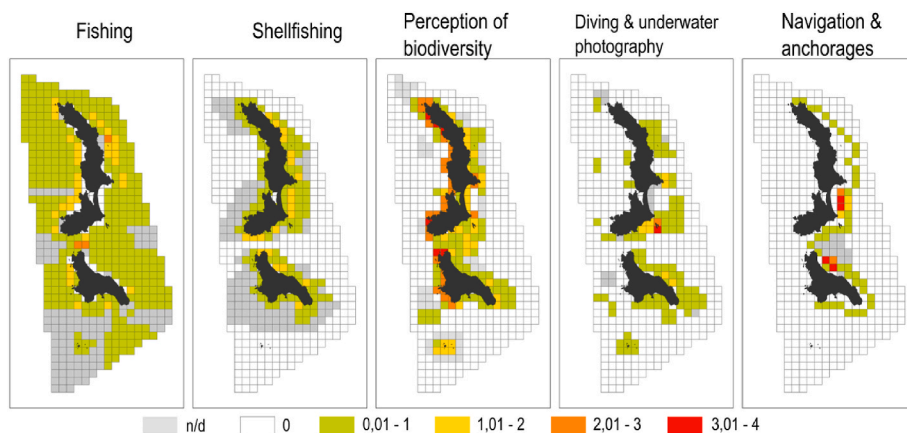 Fishing
Shellfishing
Perception of
biodiversity
Diving & underwater
photography
Navigation &
anchorages
n/d
0
0,01 - 1
1,01 - 2
2,01 - 3
3,01 - 4